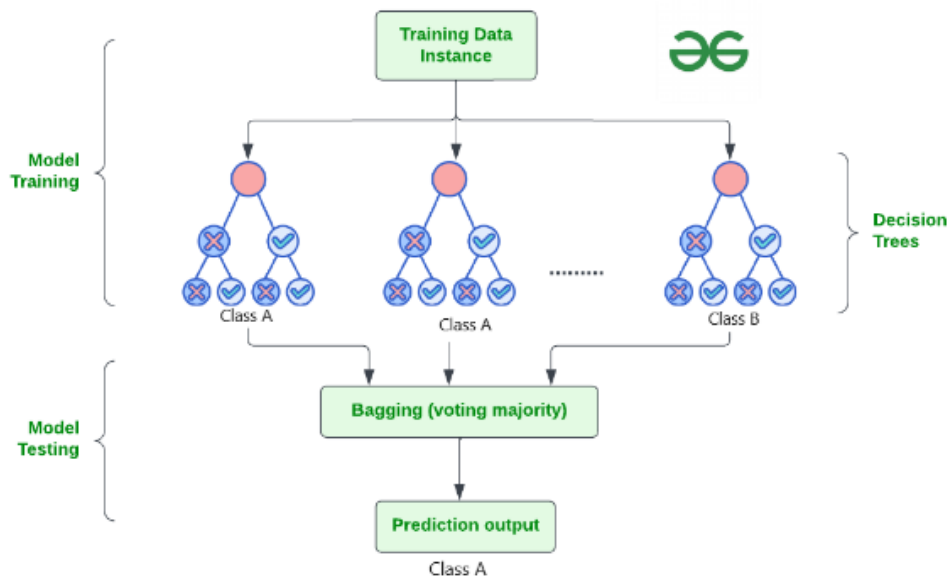 Training Data
Instance
Model
Training
Decision
Trees
Class A
Class A
Class B
Bagging (voting majority)
Model
Testing
Prediction output
Class A